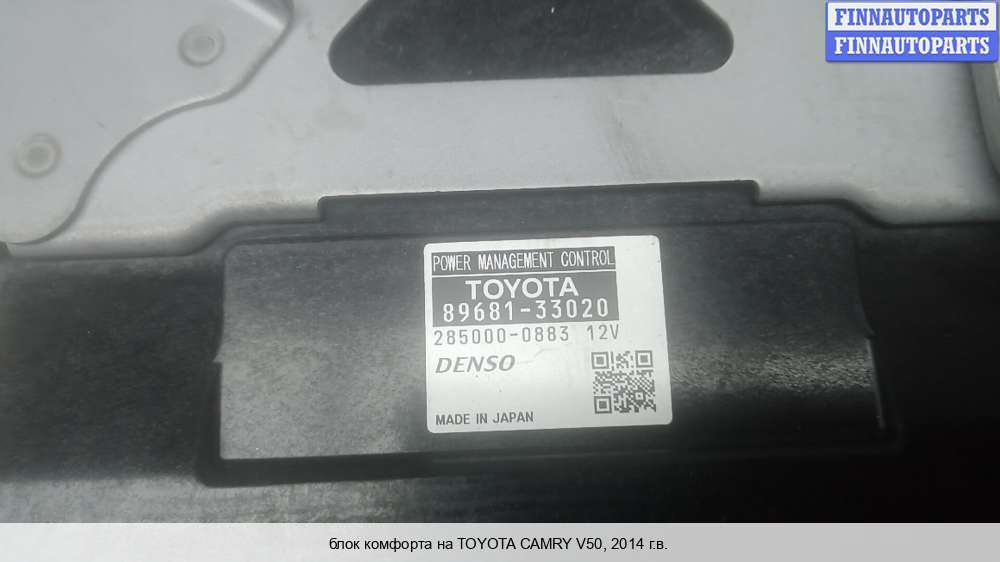 FINNAUTOPARTS
FINNAUTOPARTS
POWER MANAGEMENT CONTROL
TOYOTA
89681-33020
285000-0883 12V
DENSO
MADE IN JAPAN
блок комфорта на TOYOTA CAMRY V50, 2014 г.в.